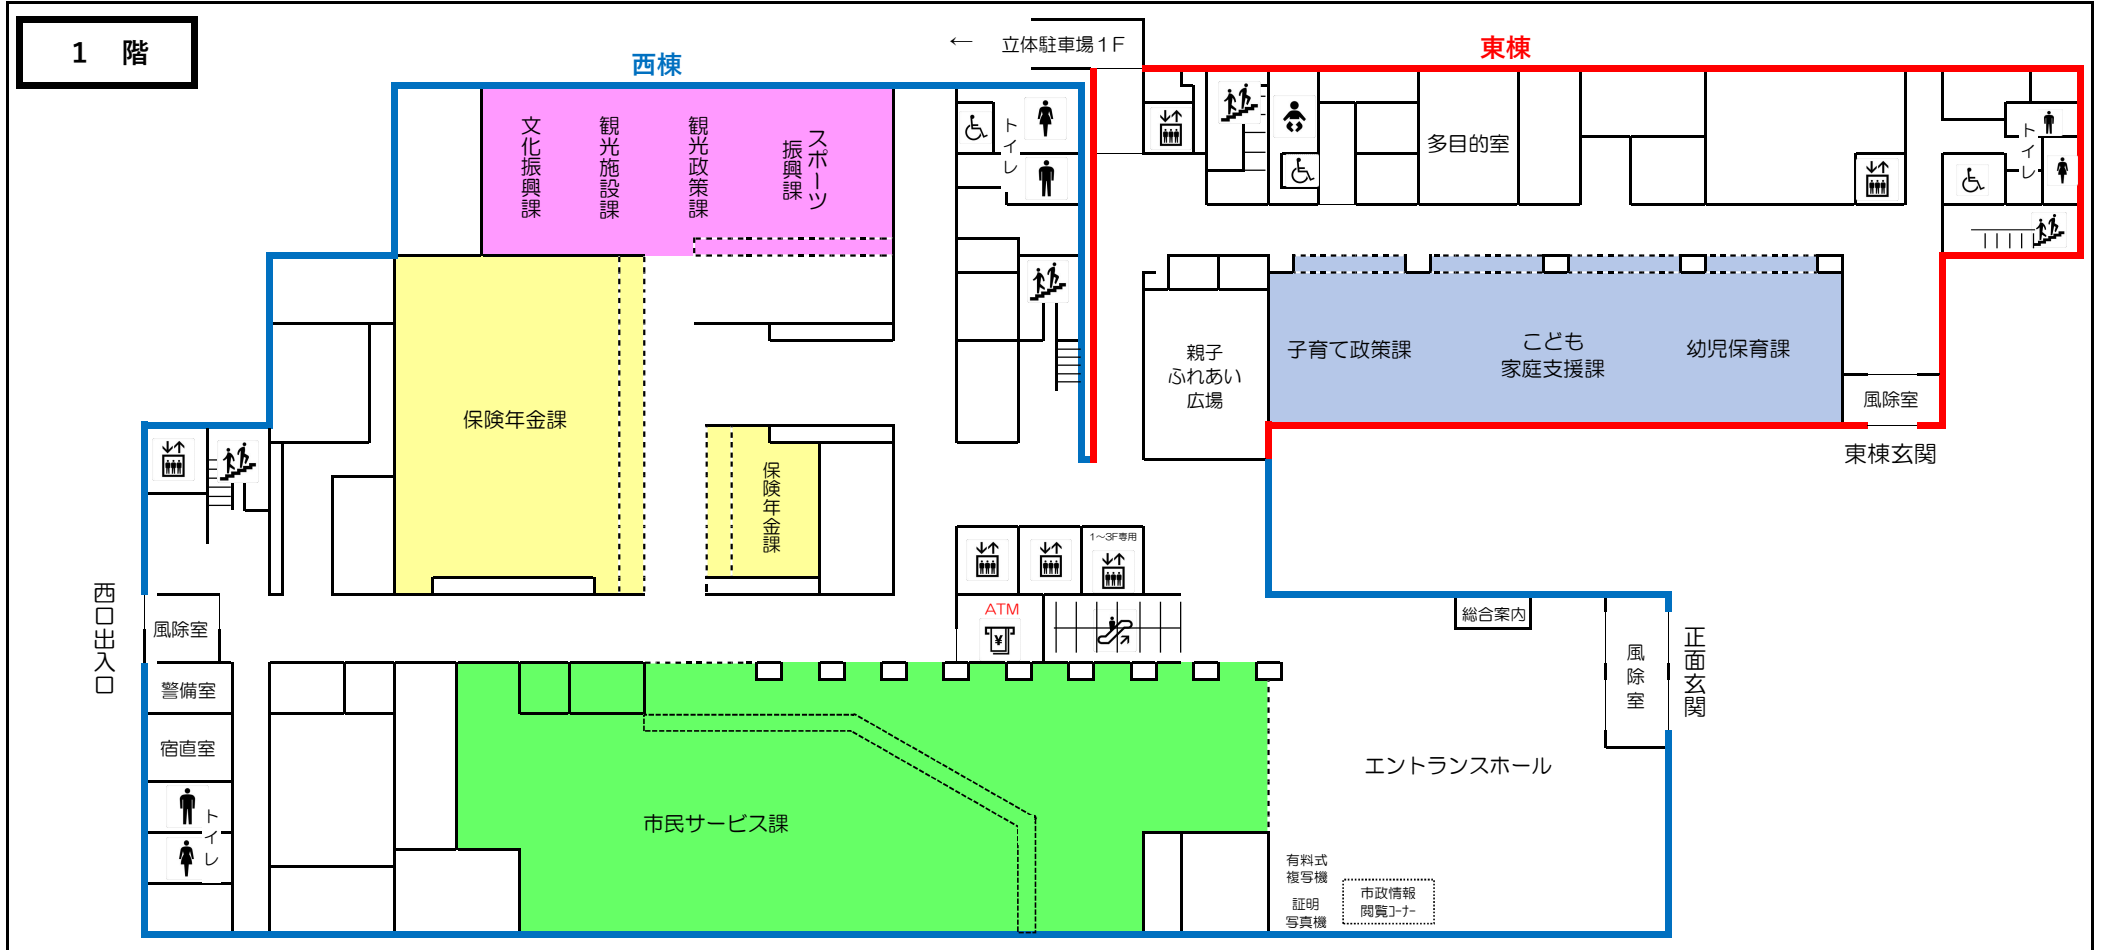 1 階
← 立体駐車場1F
西棟
東棟
文化振興課
観光施設課
観光政策課
スポーツ
振興課
トイレ
多目的室
トイレ
保険年金課
保険年金課
親子
ふれあい
広場
子育て政策課
こども
家庭支援課
幼児保育課
風除室
東棟玄関
1～3F専用
ATM
¥
西口出入口
風除室
警備室
宿直室
トイレ
市民サービス課
総合案内
風除室
正面玄関
エントランスホール
有料式
複写機
証明
写真機
市政情報
閲覧コーナー